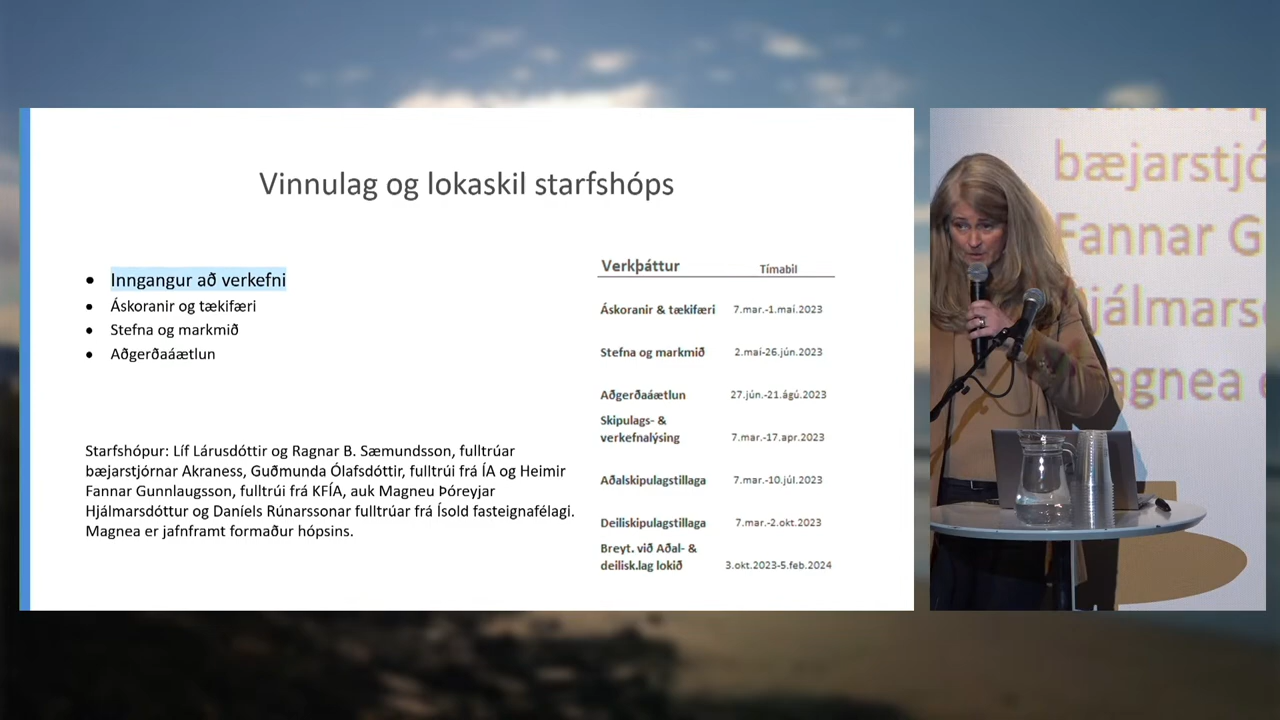 Vinnulag og lokaskil starfshóps
• Inngangur að verkefni
• Áskoranir og tækifæri
• Stefna og markmið
• Aðgerðaáætlun
Starfshópur: Líf Lárusdóttir og Ragnar B. Sæmundsson, fulltrúar
bæjarstjórnar Akraness, Guðmunda Ólafsdóttir, fulltrúi frá ÍA og Heimir
Fannar Gunnlaugsson, fulltrúi frá KFÍA, auk Magneu Þóreyjar
Hjálmarsdóttur og Daníels Rúnarssonar fulltrúar frá Ísold fasteignafélagi.
Magnea er jafnframt formaður hópsins.
Verkþáttur Tímabil
Áskoranir & tækifæri 7.mar.-1.maí.2023
Stefna og markmið 2.maí-26.jún.2023
Aðgerðaáætlun 27.jún.-21.ágú.2023
Skipulags- &
verkefnalýsing 7.mar.-17.apr.2023
Aðalskipulagstillaga 7.mar.-10.júl.2023
Deiliskipulagstillaga 7.mar.-2.okt.2023
Breyt. við Aðal- &
deilisk.lag lokið 3.okt.2023-5.feb.2024
bæjarstjó
Fannar G
jálmars
agnea e